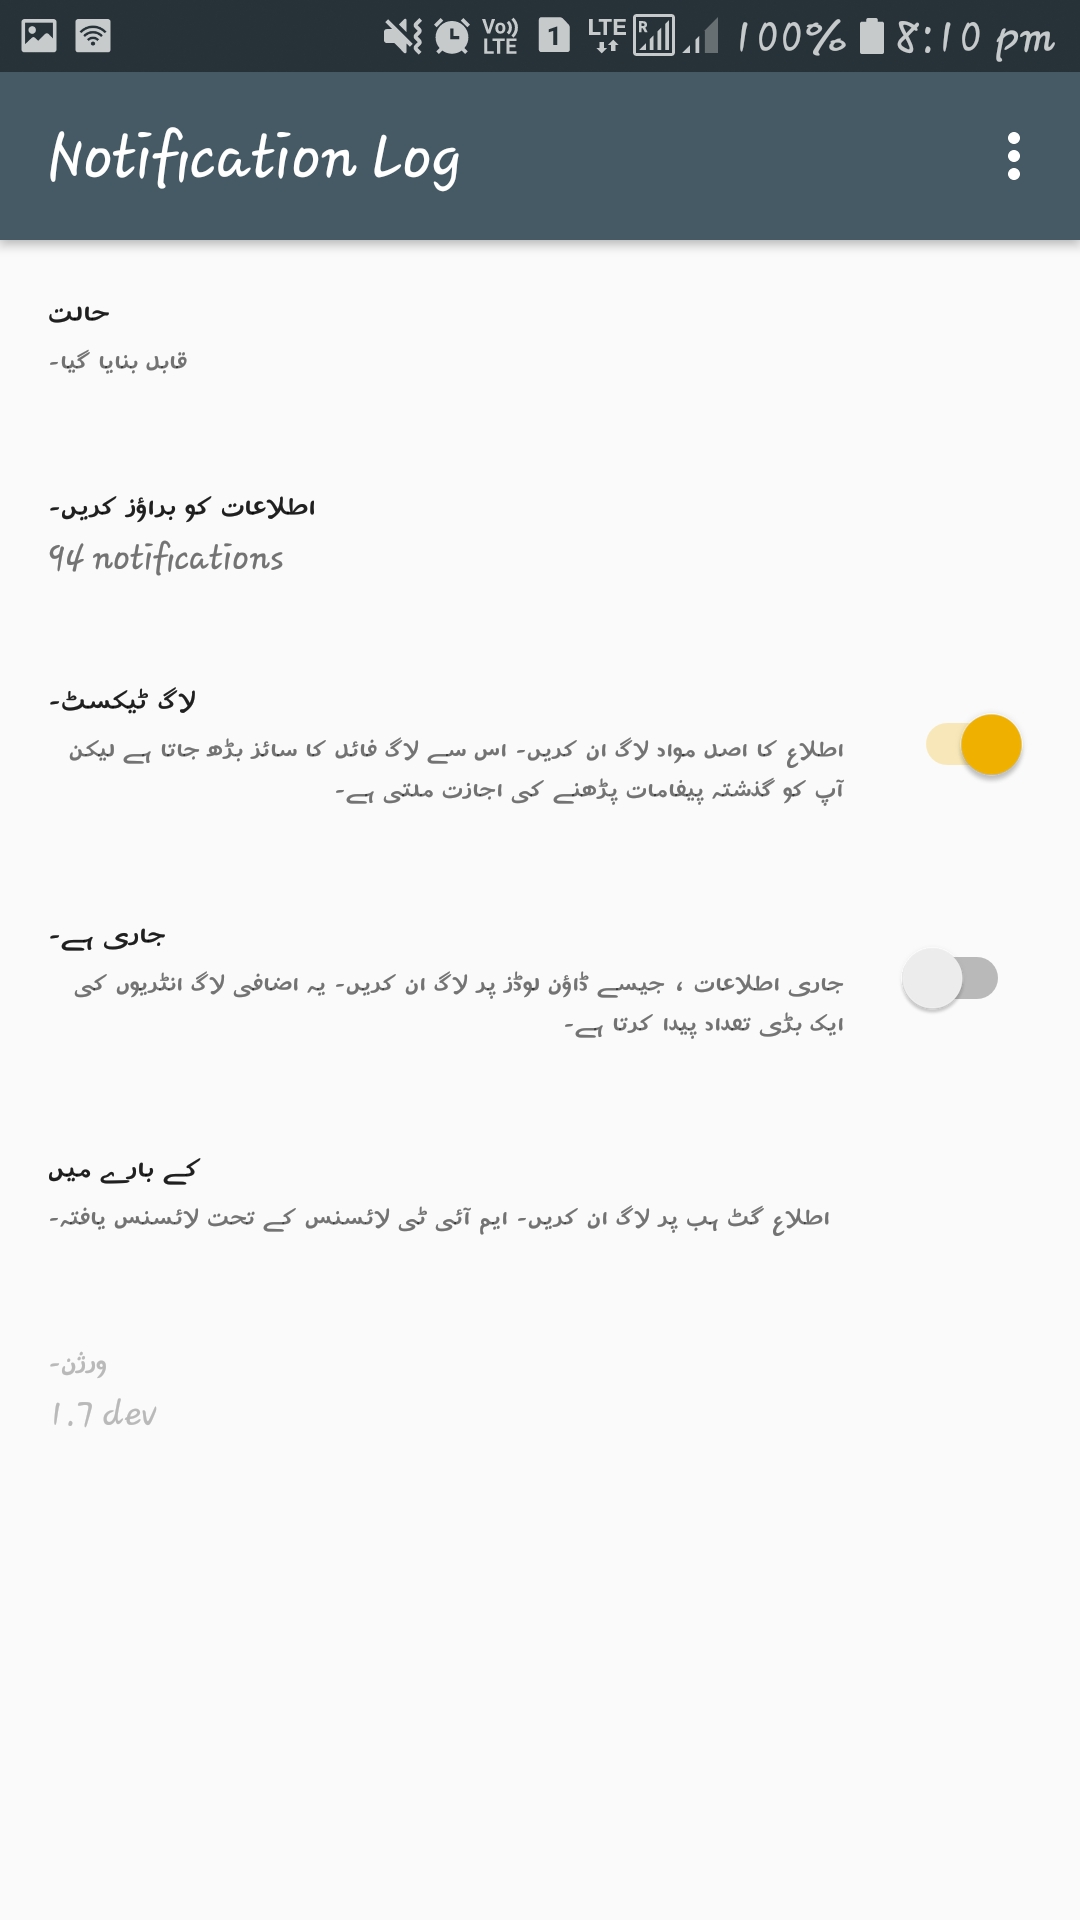 Vo)) LTE 1 LTE R 100% 8:10 pm
Notification Log
حالت
قابل بنایا گیا۔
اطلاعات کو براؤز کریں۔
94 notifications
لاگ ٹیکسٹ۔
اطلاع کا اصل مواد لاگ ان کریں۔ اس سے لاگ فائل کا سائز بڑھ جاتا ہے لیکن
آپ کو گذشتہ پیغامات پڑھنے کی اجازت ملتی ہے۔
جاری ہے۔
جاری اطلاعات ، جیسے ڈاؤن لوڈز پر لاگ ان کریں۔ یہ اضافی لاگ انٹریوں کی
ایک بڑی تعداد پیدا کرتا ہے۔
کے بارے میں
اطلاع گٹ ہب پر لاگ ان کریں۔ ایم آئی ٹی لائسنس کے تحت لائسنس یافتہ۔
ورژن۔
1.7 dev